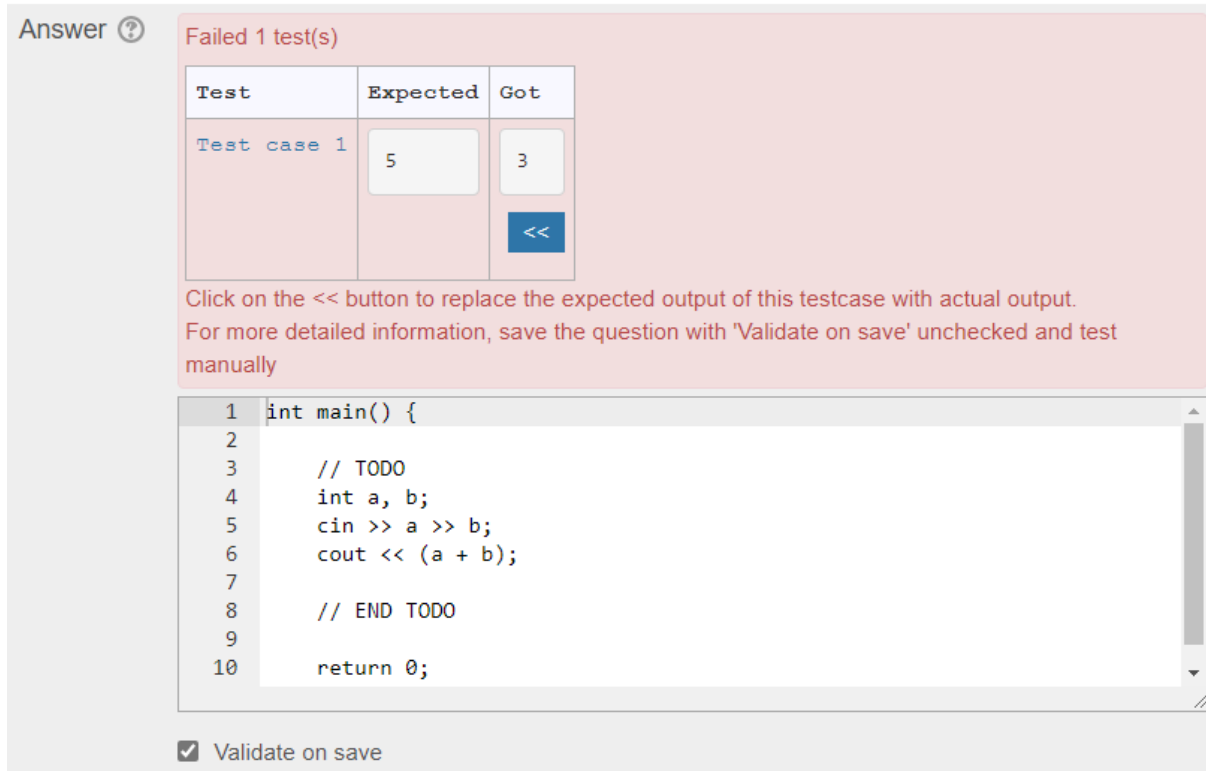 Answer
Failed 1 test(s)
Test Expected Got
Test case 1 5 3
<<
Click on the << button to replace the expected output of this testcase with actual output.
For more detailed information, save the question with 'Validate on save' unchecked and test
manually
1 int main() {
2
3 // TODO
4 int a, b;
5 cin >> a >> b;
6 cout << (a + b);
7
8 // END TODO
9
10 return 0;
Validate on save